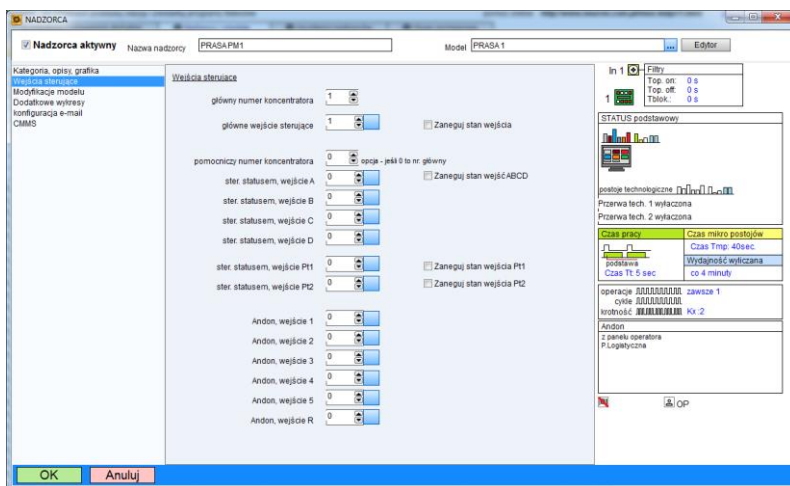 NADZORCA
Nadzorca aktywny Nazwa nadzorcy PRASAPM1 Model PRASA 1 ... Edytor
Kategoria, opisy, grafika
Wejścia sterujące
Modyfikacje modelu
Dodatkowe wykresy
konfiguracja e-mail
CMMS
Wejścia sterujące
główny numer koncentratora 1
główne wejście sterujące 1 Zaneguj stan wejścia
pomocniczy numer koncentratora 0 opcja - jeśli 0 to nr. główny
ster. statusem, wejście A 0 Zaneguj stan wejść ABCD
ster. statusem, wejście B 0
ster. statusem, wejście C 0
ster. statusem, wejście D 0
ster. statusem, wejście Pt1 0 Zaneguj stan wejścia Pt1
ster. statusem, wejście Pt2 0 Zaneguj stan wejścia Pt2
Andon, wejście 1 0
Andon, wejście 2 0
Andon, wejście 3 0
Andon, wejście 4 0
Andon, wejście 5 0
Andon, wejście R 0
In 1 Filtry
Top. on: 0 s
Top. off: 0 s
1 Tblok.: 0 s
STATUS podstawowy
postoje technologiczne
Przerwa tech. 1 wyłaczona
Przerwa tech. 2 wyłaczona
Czas pracy Czas mikro postojów
Czas Tmp: 40sec.
podstawa Wydajność wyliczana
Czas Tt: 5 sec co 4 minuty
operacje zawsze 1
cykle
krotność Kx :2
Andon
z panelu operatora
P.Logistyczna
OP
OK Anuluj